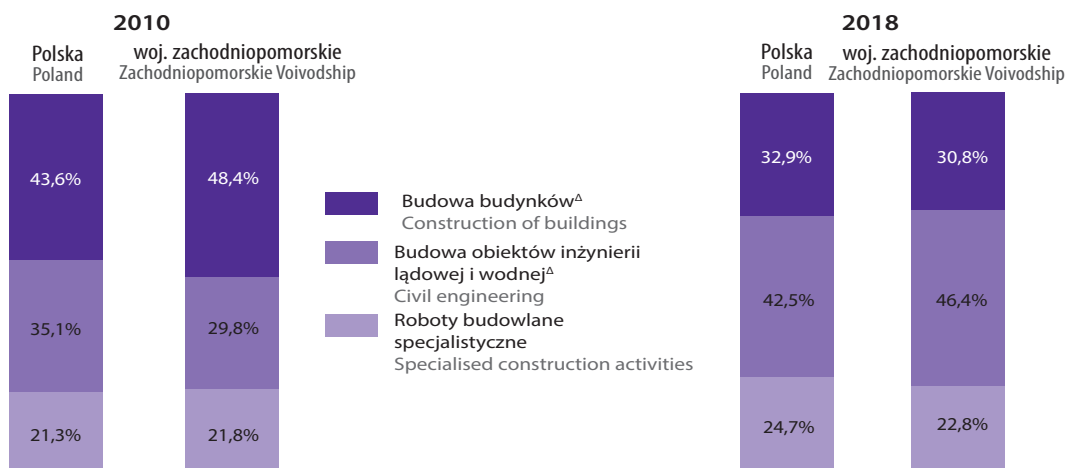 2010
Polska
Poland
woj. zachodniopomorskie
Zachodniopomorskie Voivodship
43,6%
35,1%
21,3%
48,4%
29,8%
21,8%
Budowa budynków∆
Construction of buildings
Budowa obiektów inżynierii
lądowej i wodnej∆
Civil engineering
Roboty budowlane
specjalistyczne
Specialised construction activities
2018
Polska
Poland
woj. zachodniopomorskie
Zachodniopomorskie Voivodship
32,9%
42,5%
24,7%
30,8%
46,4%
22,8%